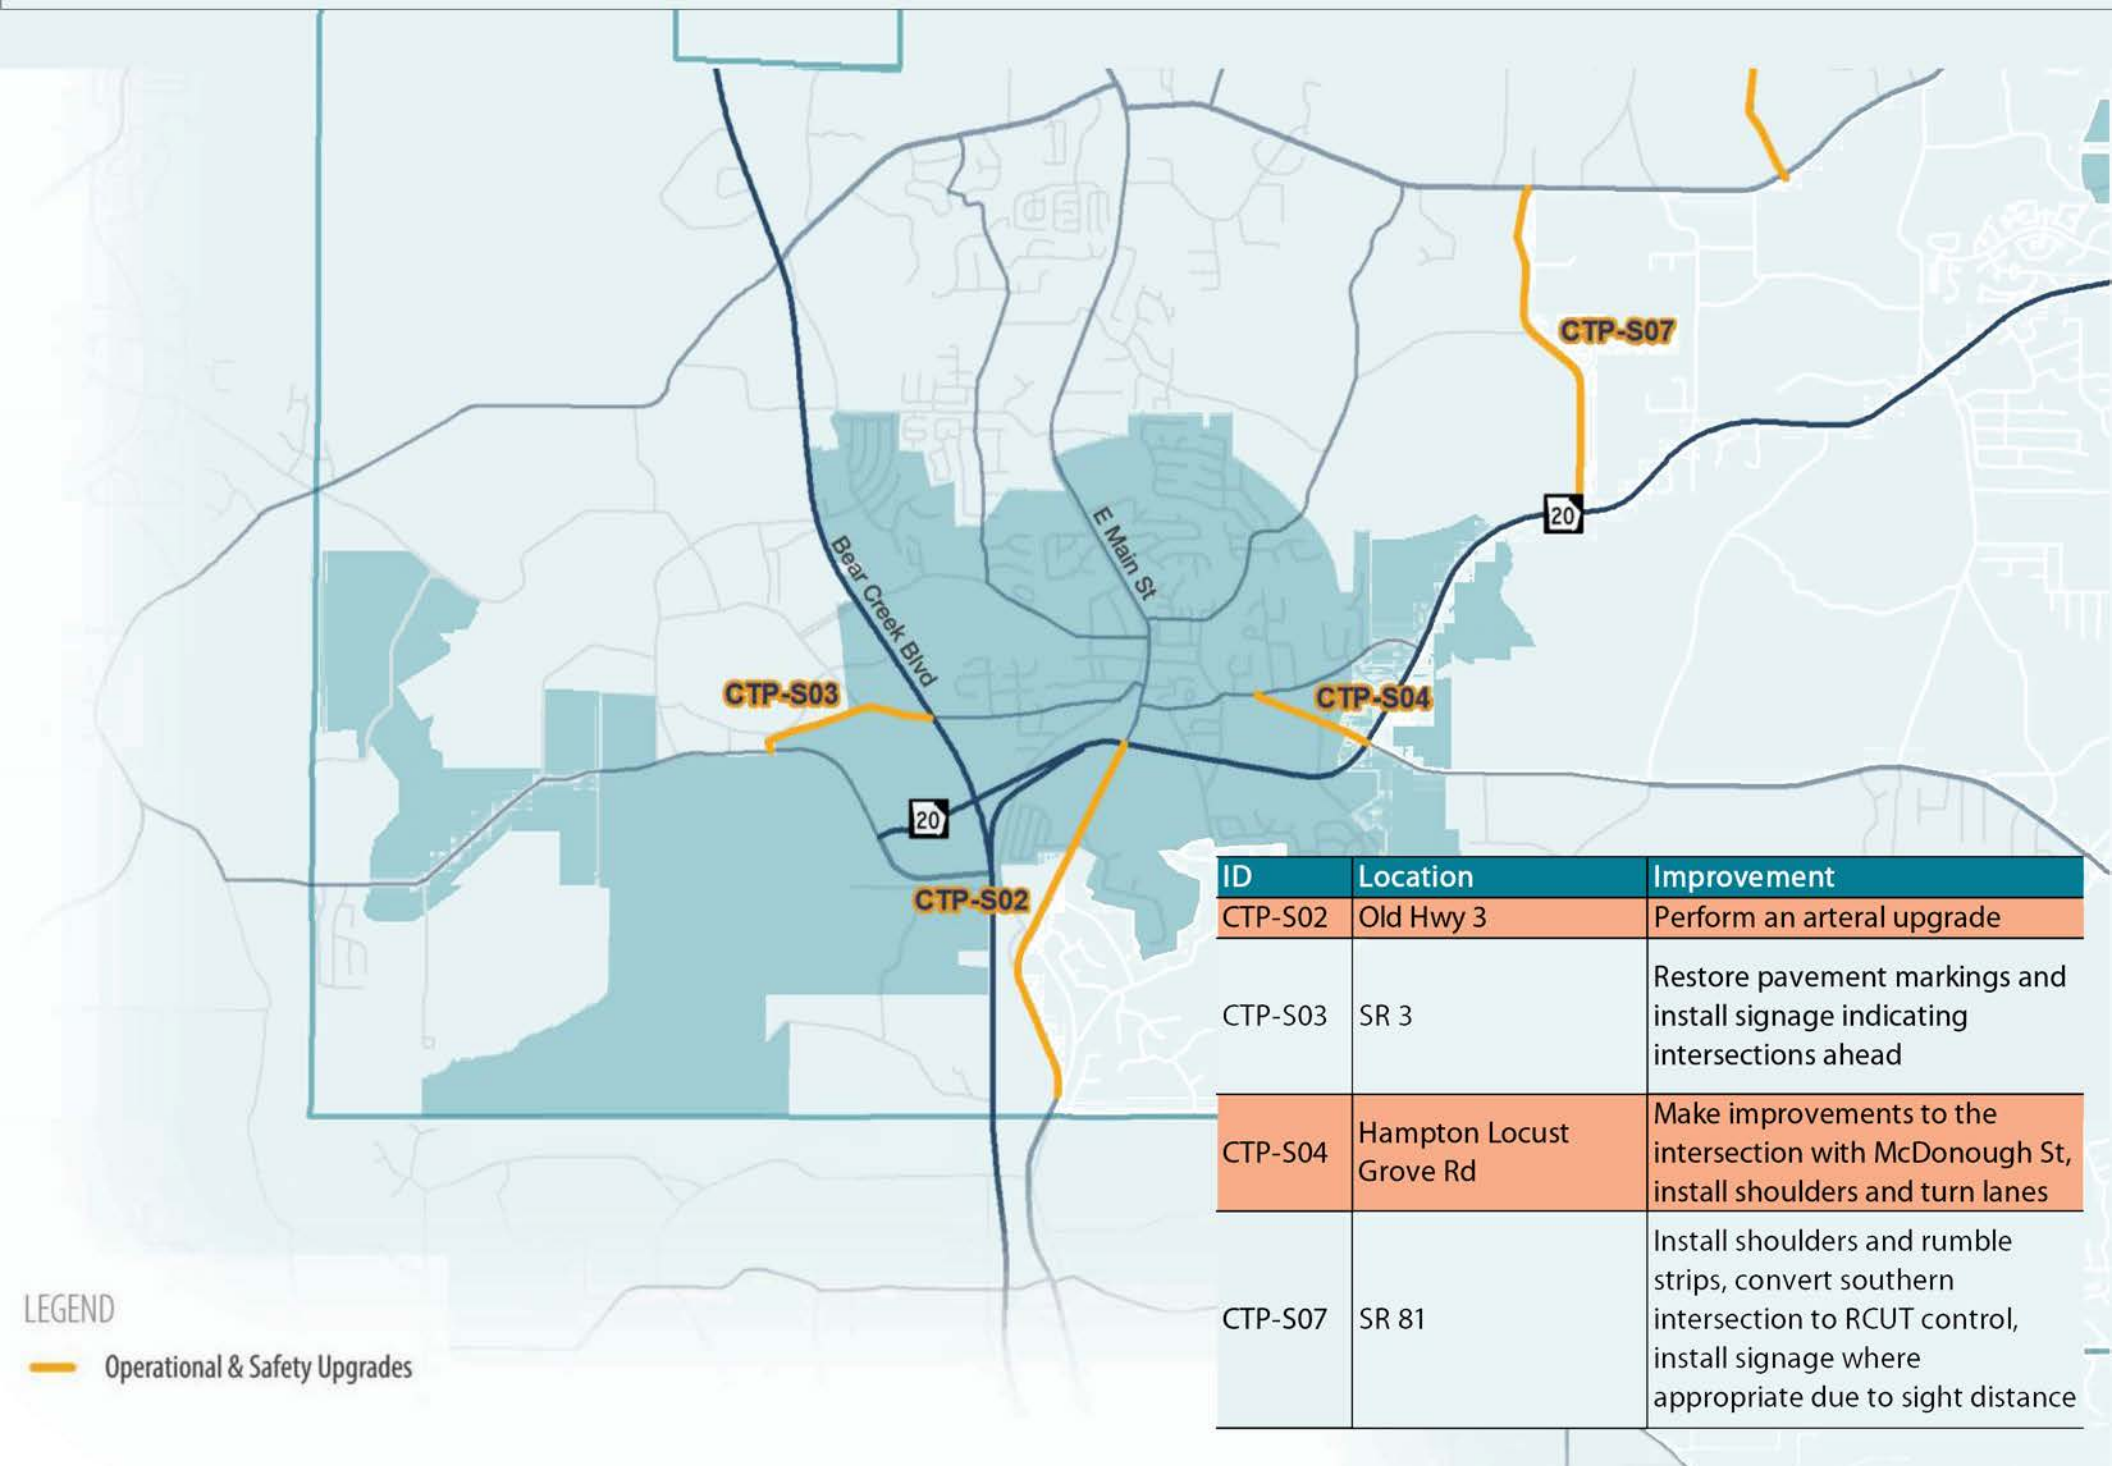 CTP-S07
20
E Main St
Bear Creek Blvd
CTP-S03
CTP-S04
20
CTP-S02
ID Location Improvement
CTP-S02 Old Hwy 3 Perform an arteral upgrade
CTP-S03 SR 3 Restore pavement markings and
install signage indicating
intersections ahead
CTP-S04 Hampton Locust
Grove Rd
Make improvements to the
intersection with McDonough St,
install shoulders and turn lanes
CTP-S07 SR 81 Install shoulders and rumble
strips, convert southern
intersection to RCUT control,
install signage where
appropriate due to sight distance
LEGEND
Operational & Safety Upgrades